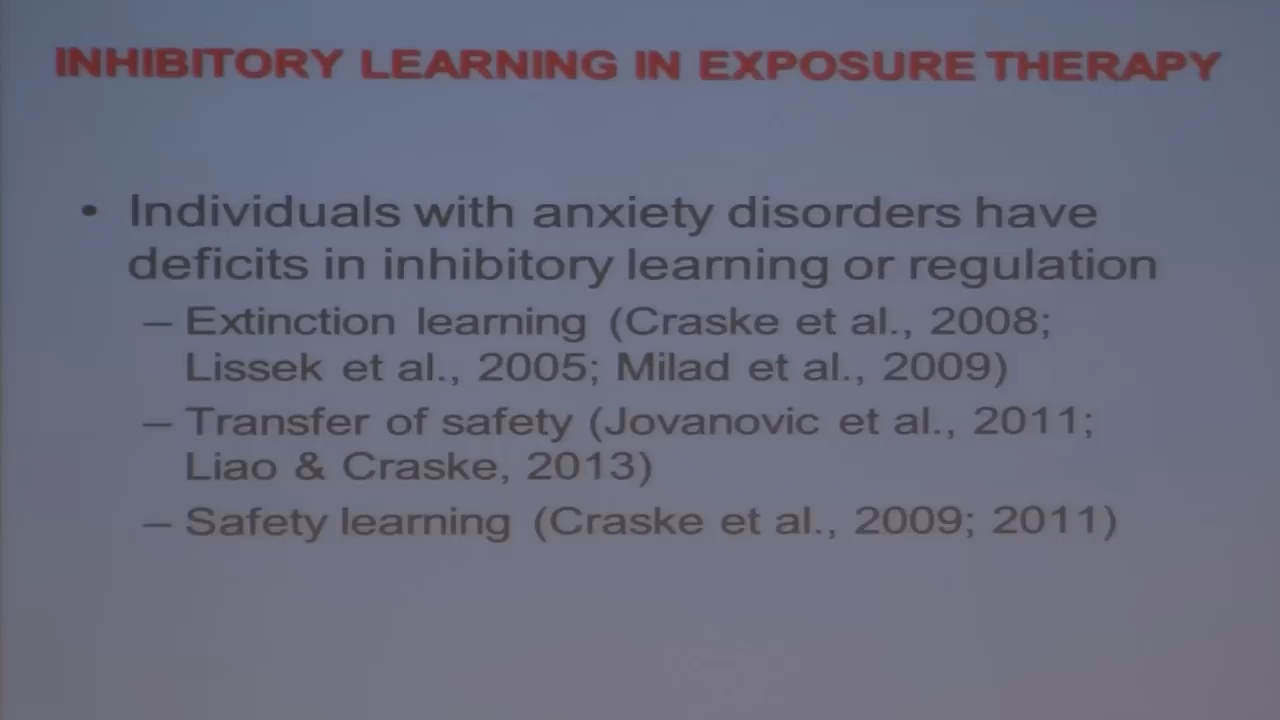 INHIBITORY LEARNING IN EXPOSURE THERAPY
• Individuals with anxiety disorders have
deficits in inhibitory learning or regulation
– Extinction learning (Craske et al., 2008;
Lissek et al., 2005; Milad et al., 2009)
– Transfer of safety (Jovanovic et al., 2011;
Liao & Craske, 2013)
– Safety learning (Craske et al., 2009; 2011)